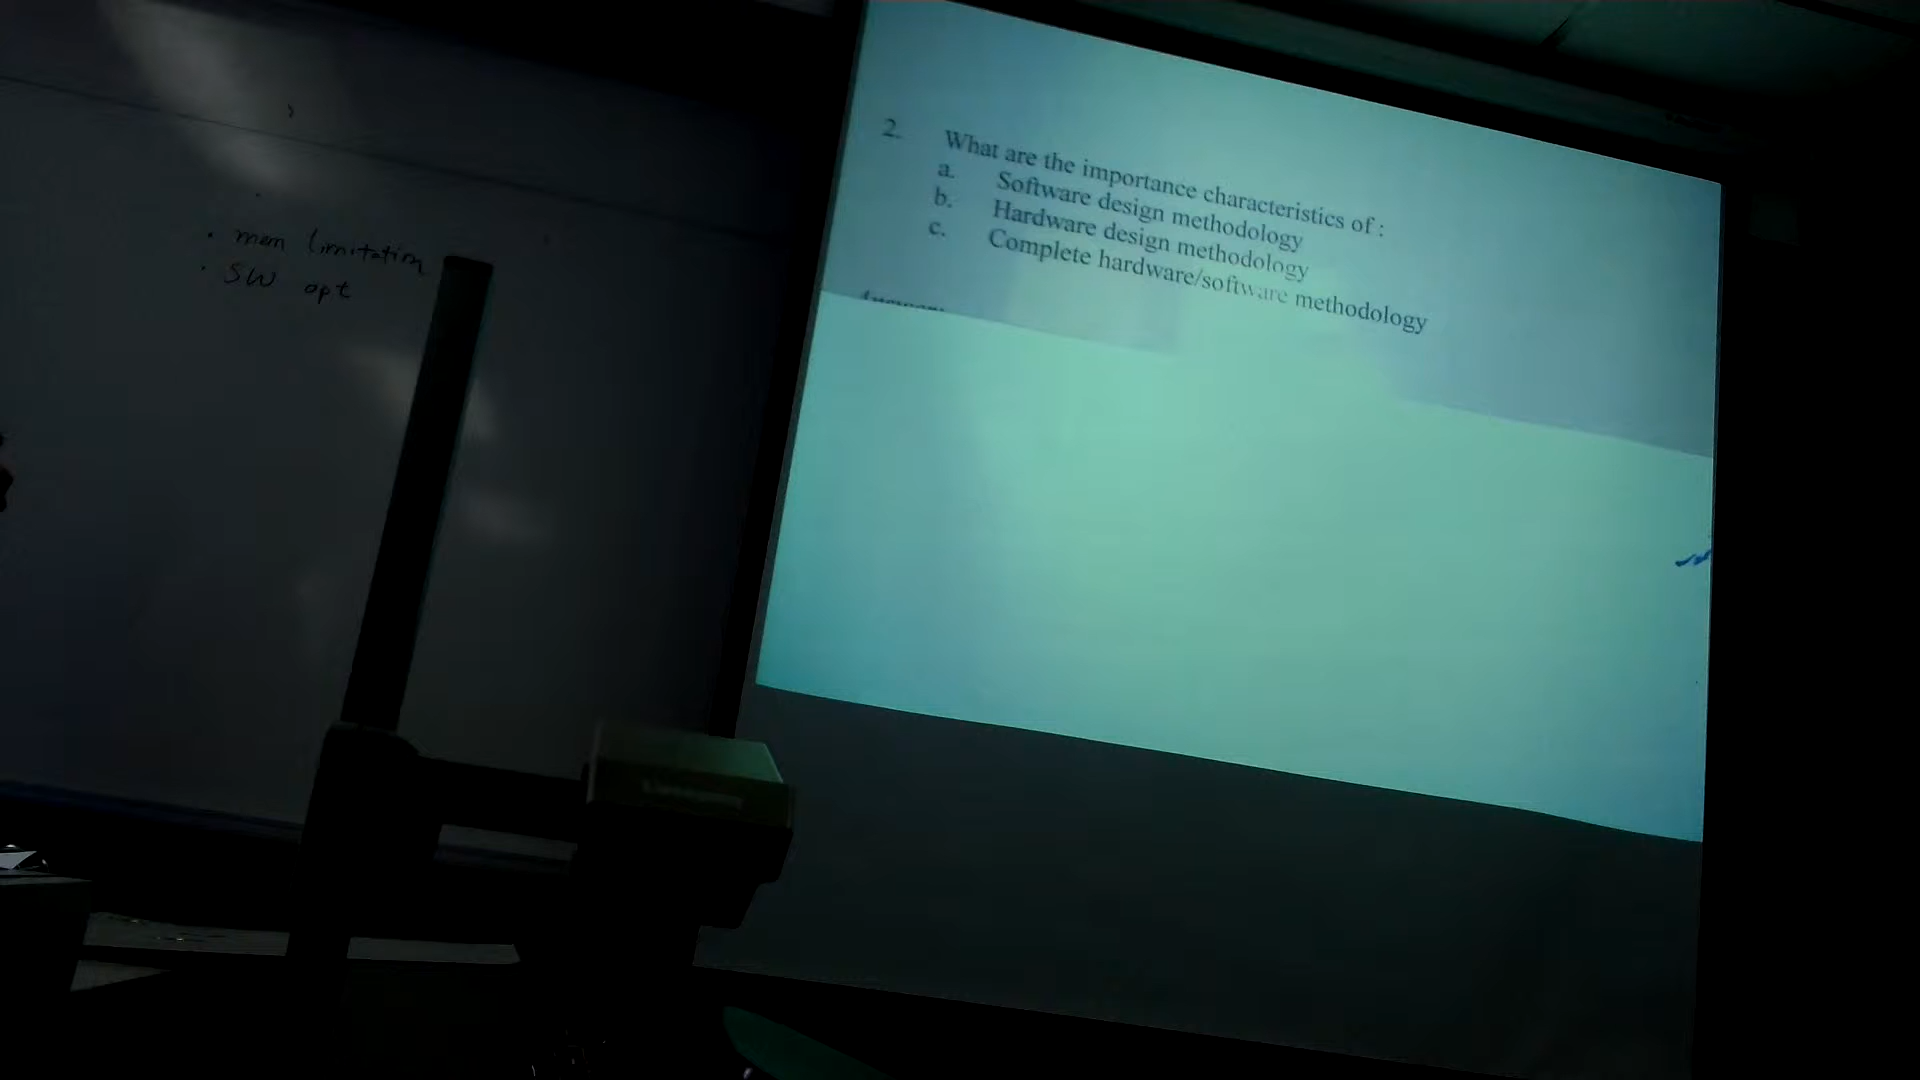 · mem limitation
· SW opt
2. What are the importance characteristics of :
a. Software design methodology
b. Hardware design methodology
c. Complete hardware/software methodology